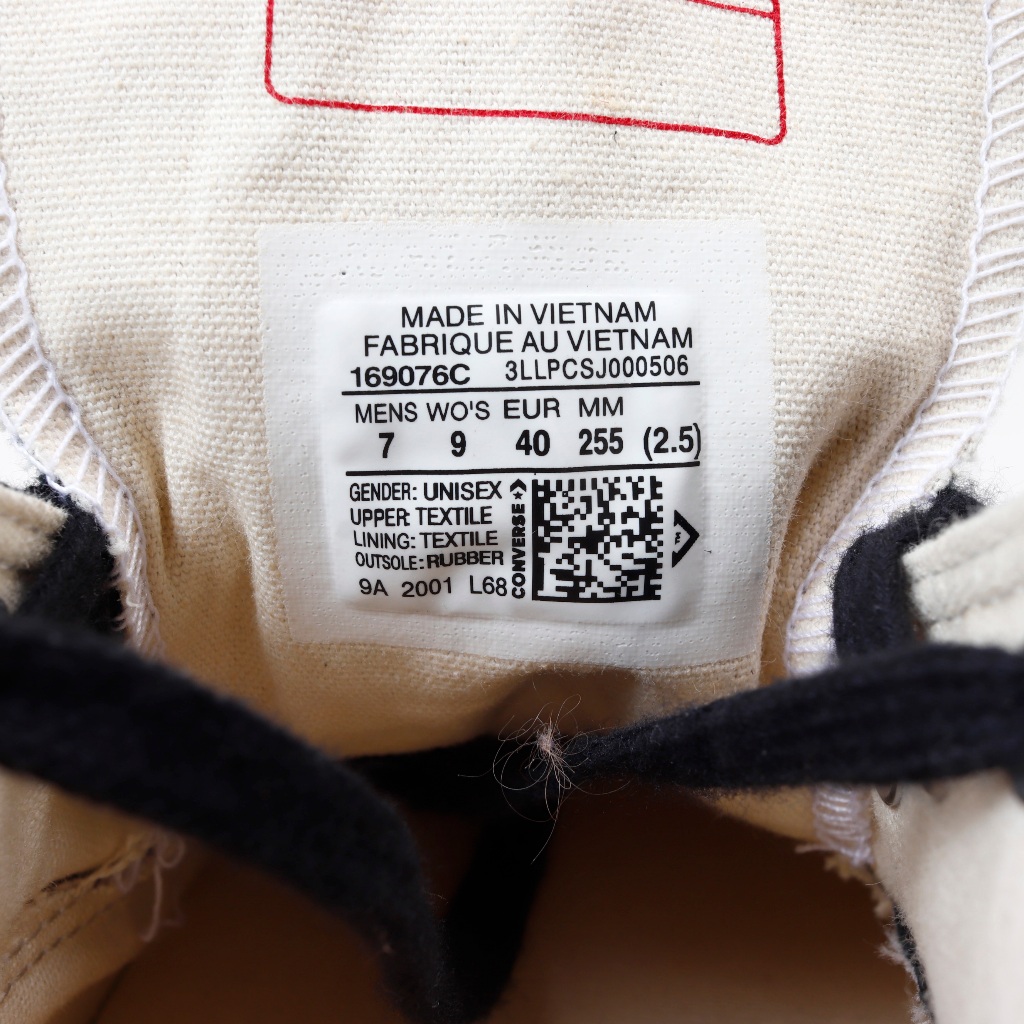 MADE IN VIETNAM
FABRIQUE AU VIETNAM
169076C 3LLPCSJ000506
MENS WO'S EUR MM
7 9 40 255 (2.5)
GENDER: UNISEX
UPPER: TEXTILE
LINING: TEXTILE
OUTSOLE: RUBBER
9A 2001 L68
CONVERSE